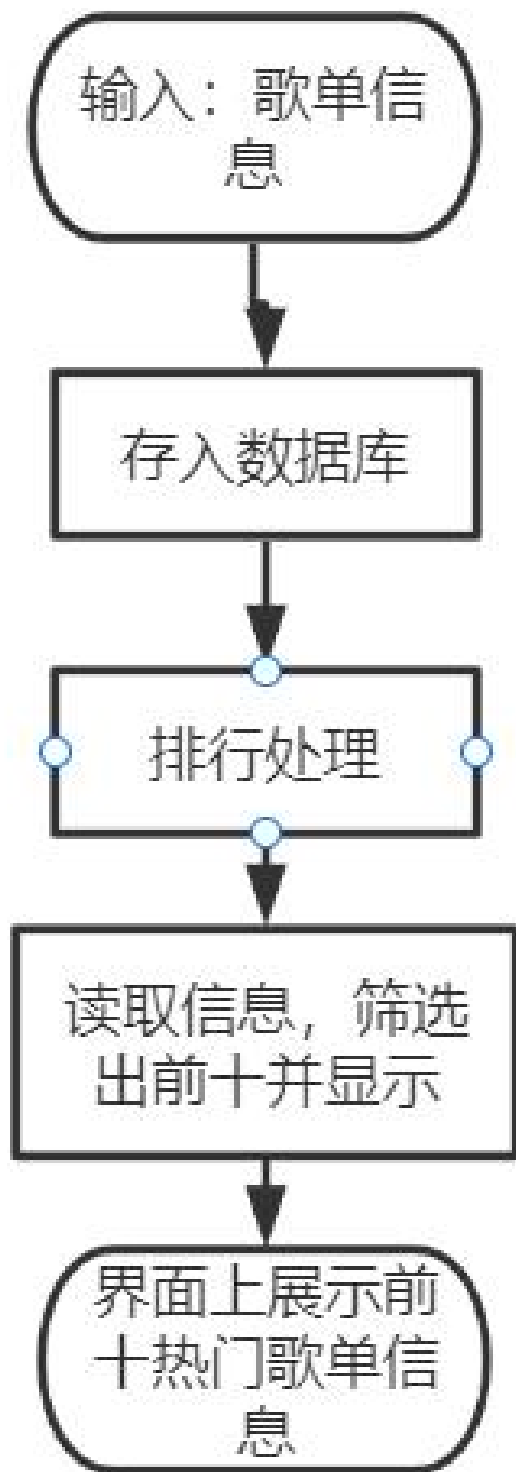 输入：歌单信
息
存入数据库
排行处理
读取信息，筛选
出前十并显示
界面上展示前
十热门歌单信
息